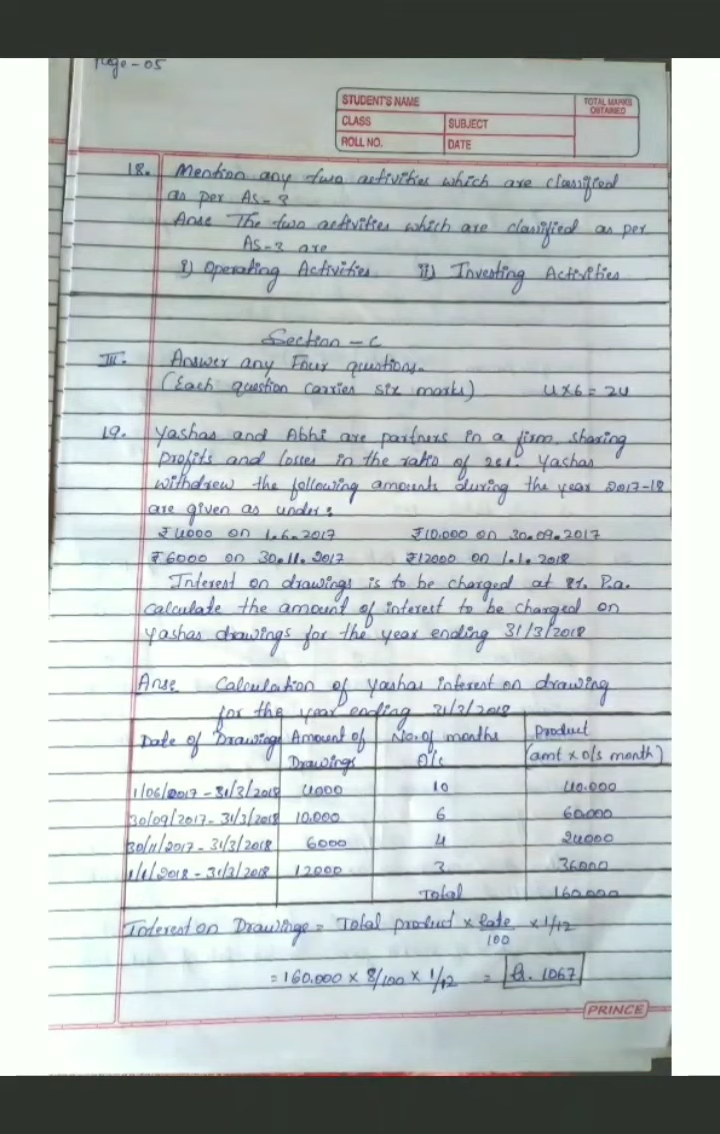 Page-05
STUDENT'S NAME
TOTAL MARKS OBTAINED
CLASS SUBJECT
ROLL NO. DATE
18. Mention any two activities which are classified
as per AS-3
Ans: The two activities which are classified as per
AS-3 are
i) Operating Activities. ii) Investing Activities
Section - C
III. Answer any Four questions.
(Each question carries six marks) 4x6=24
19. Yashas and Abhi are partners in a firm, sharing
profits and losses in the ratio of 2:1. Yashas
withdrew the following amounts during the year 2017-18
are given as under:
₹4000 on 1.6.2017 ₹10,000 on 30.09.2017
₹6000 on 30.11.2017 ₹12000 on 1.1.2018
Interest on drawings is to be charged at 8%. P.a.
calculate the amount of interest to be charged on
yashas drawings for the year ending 31/3/2018
Ans: Calculation of yashas interest on drawing
for the year ending 31/3/2018
Date of Drawings Amount of Drawings No. of months O/s Product (amt x o/s month)
1/06/2017 - 31/3/2018 4000 10 40.000
30/09/2017 - 31/3/2018 10,000 6 60,000
30/11/2017 - 31/3/2018 6000 4 24000
1/1/2018 - 31/3/2018 12000 3 36000
Total 160.000
Interest on Drawings = Total product x Rate/100 x 1/12
= 160.000 x 8/100 x 1/12 = Rs. 1067
PRINCE